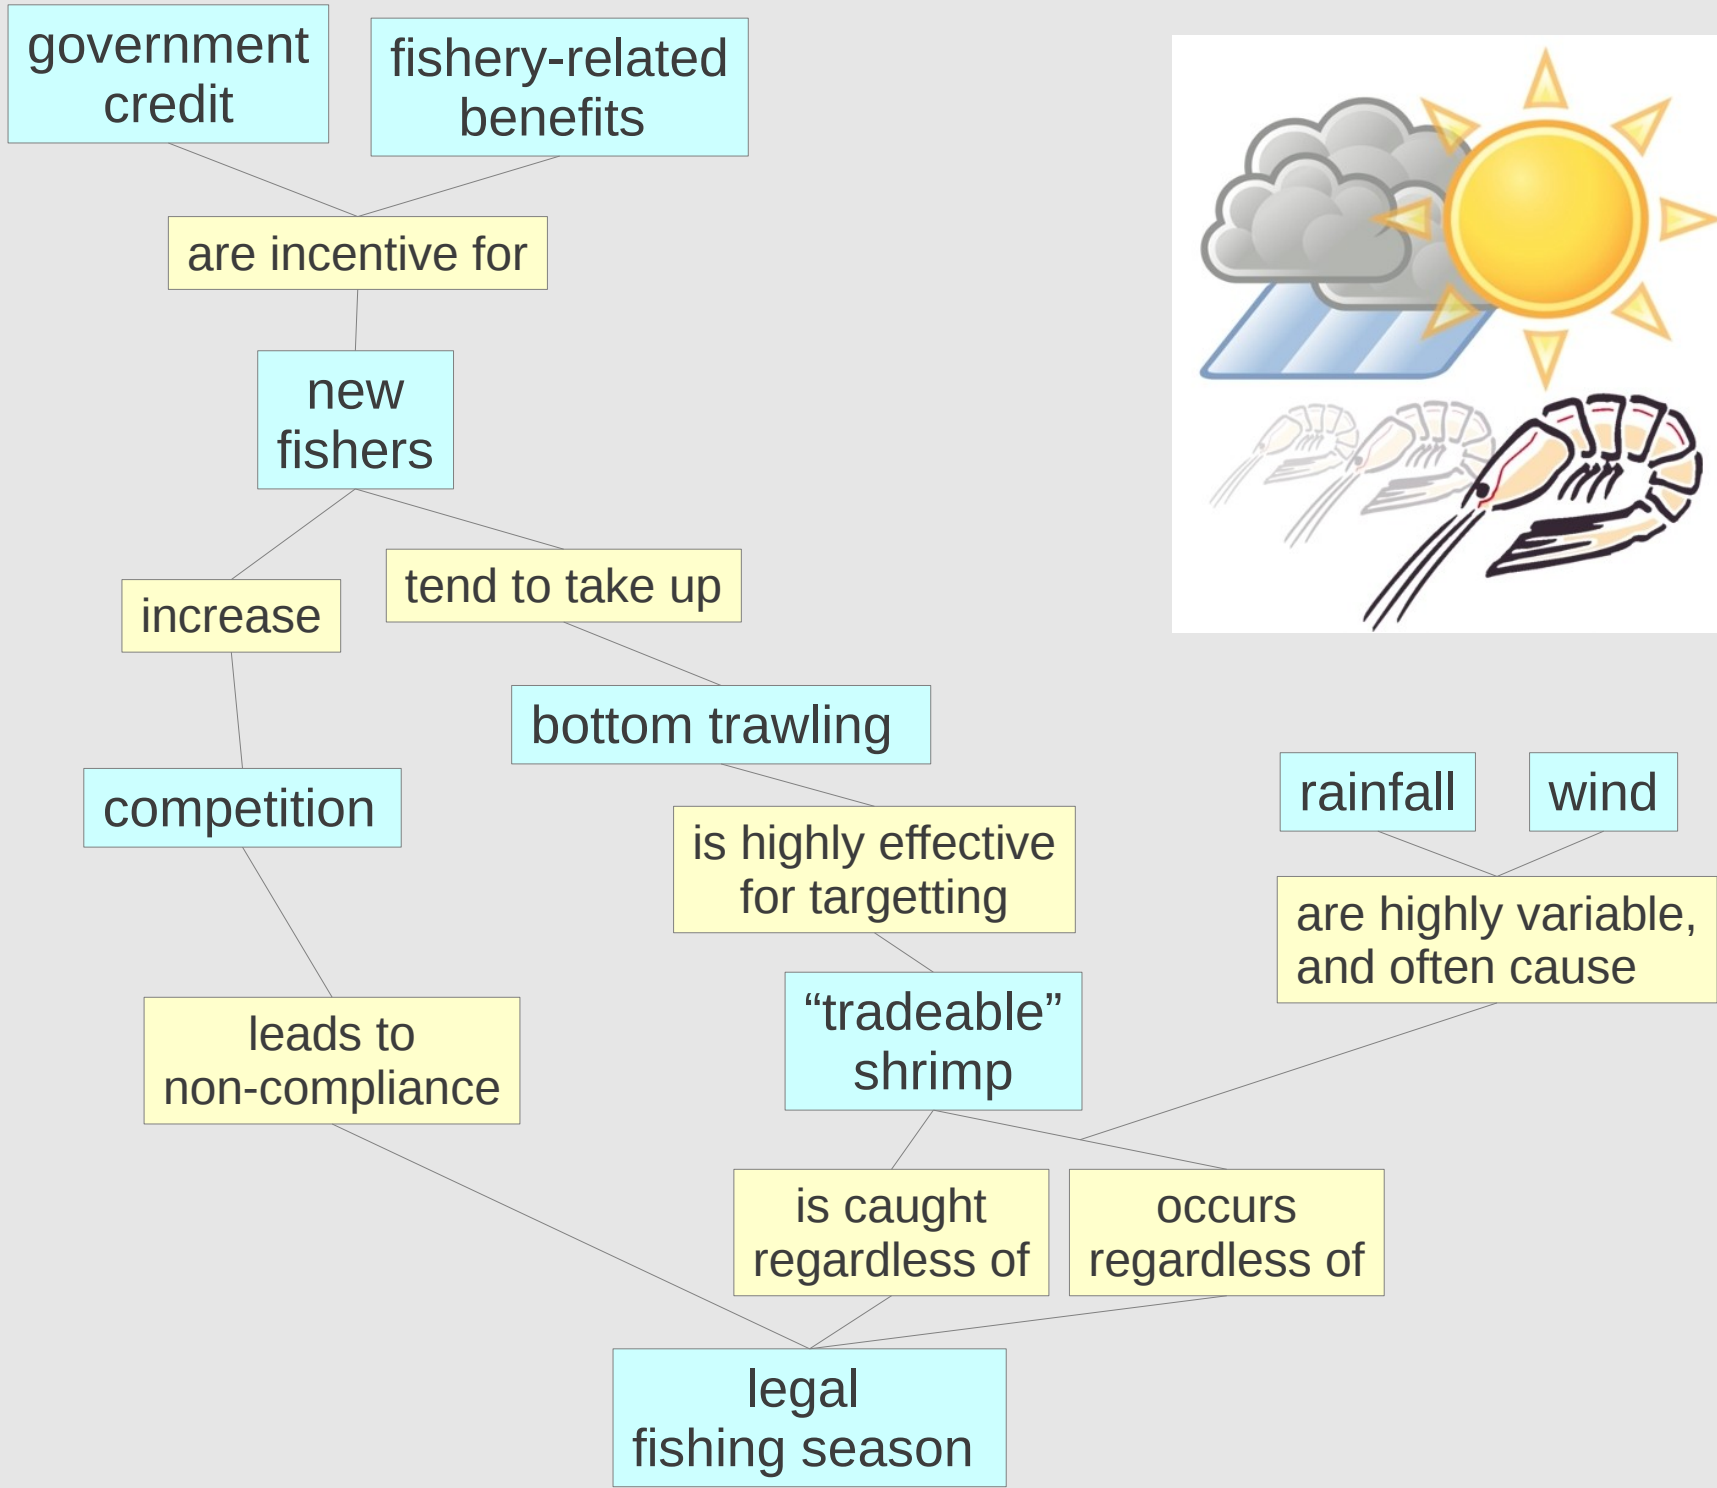 government
credit
fishery-related
benefits
are incentive for
new
fishers
increase
tend to take up
bottom trawling
competition
is highly effective
for targetting
rainfall
wind
are highly variable,
and often cause
“tradeable”
shrimp
leads to
non-compliance
is caught
regardless of
occurs
regardless of
legal
fishing season